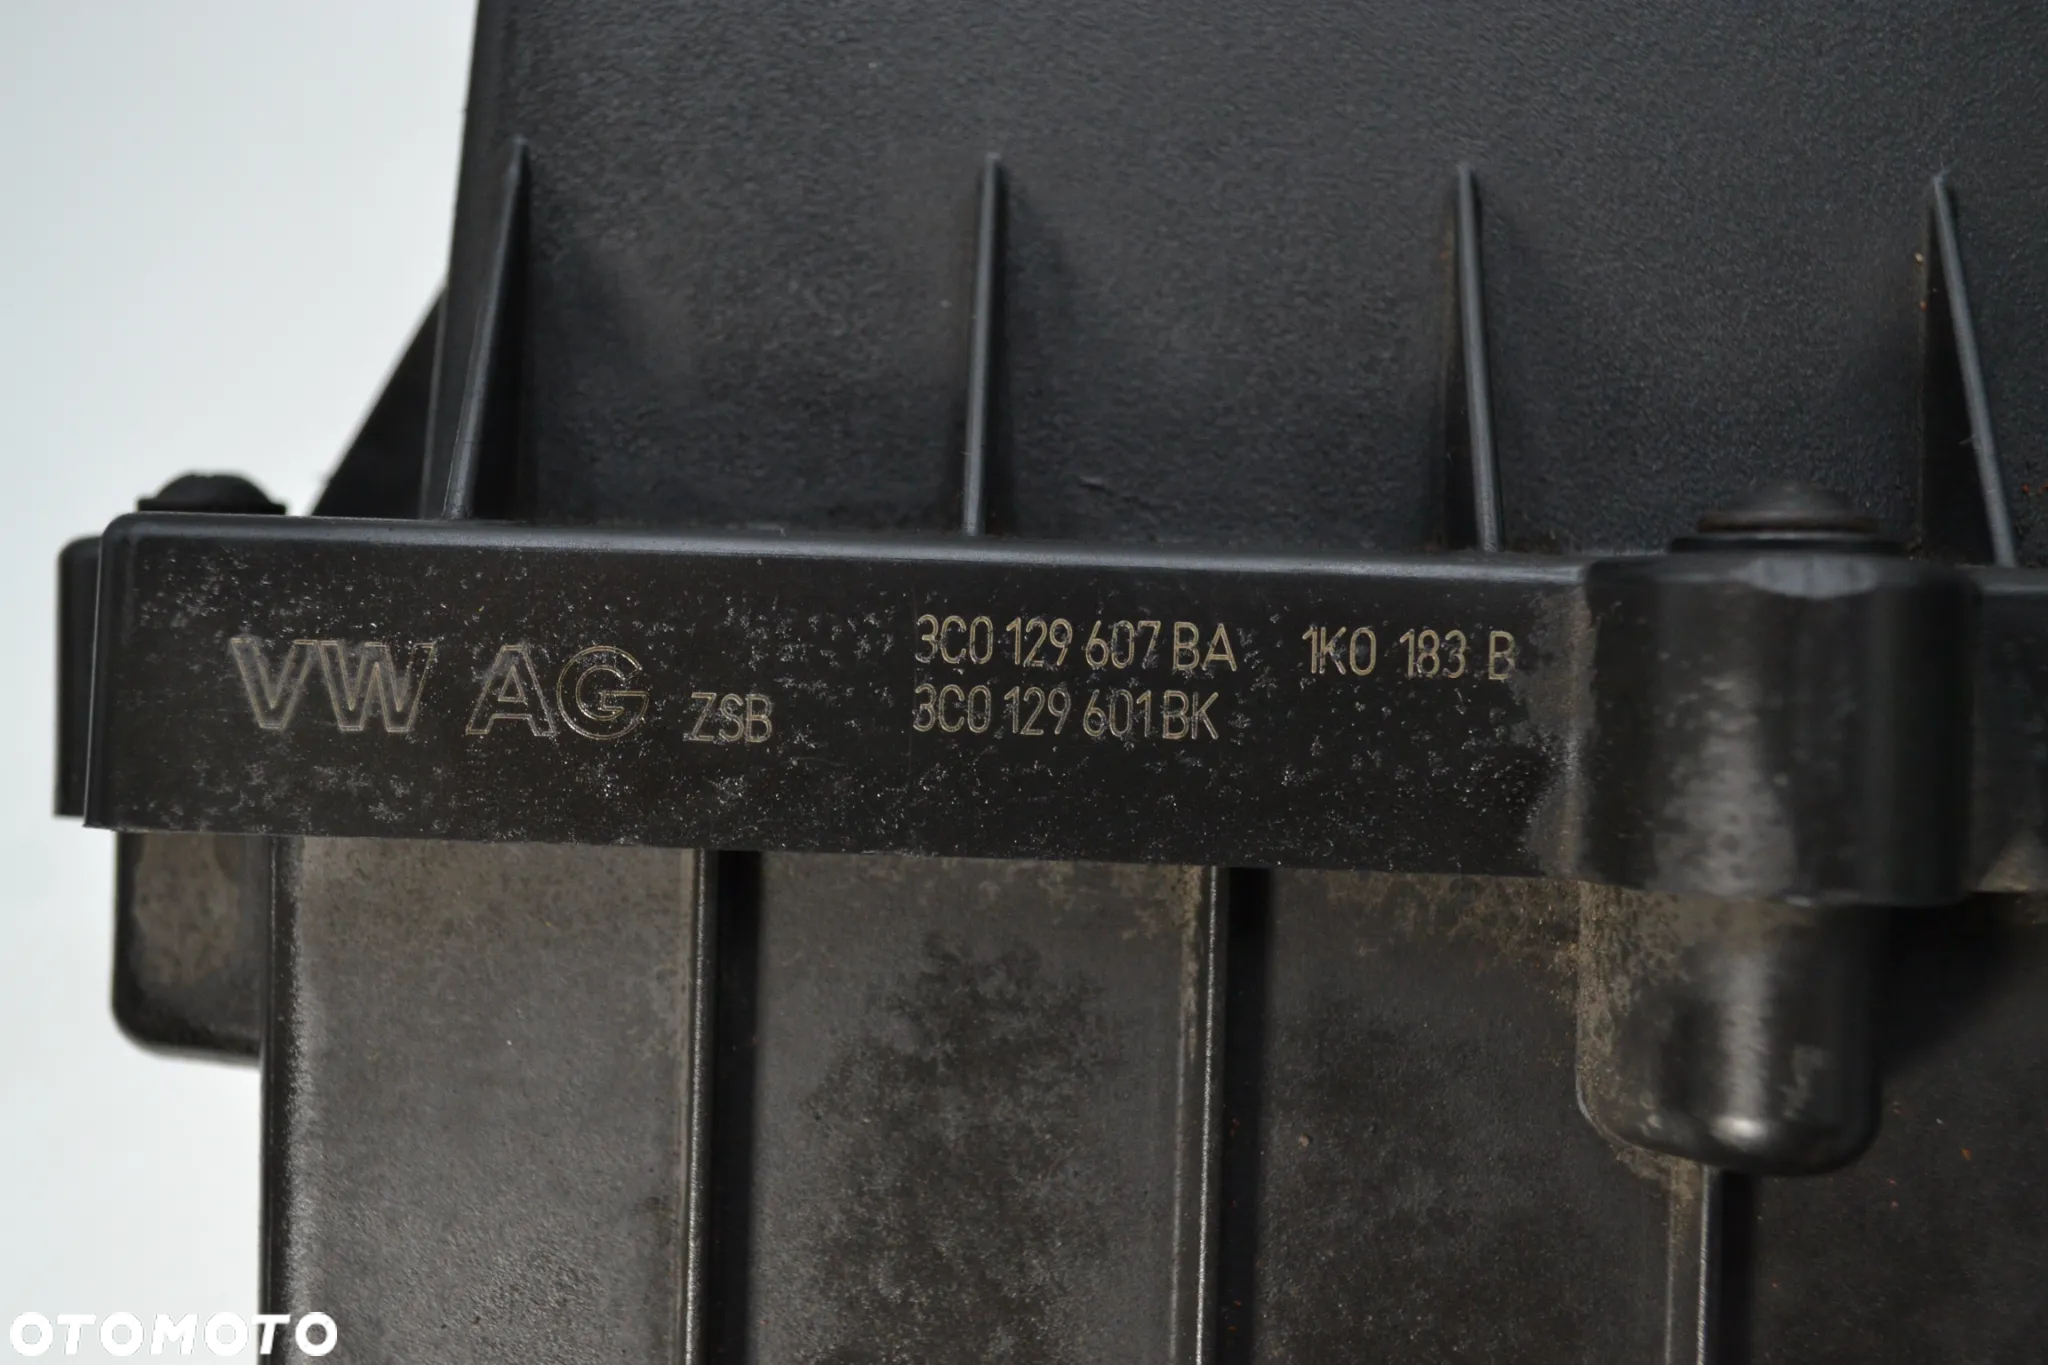 VW AG ZSB 3C0 129 607 BA 1K0 183 B
3C0 129 601 BK
OTOMOTO